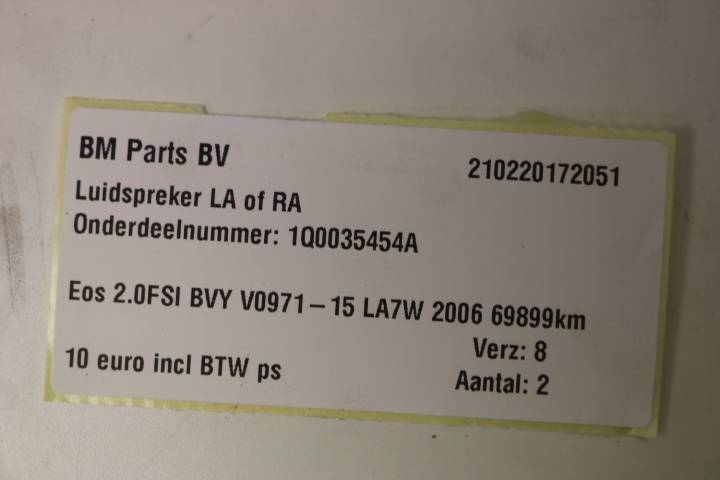 BM Parts BV 210220172051
Luidspreker LA of RA
Onderdeelnummer: 1Q0035454A
Eos 2.0FSI BVY V0971-15 LA7W 2006 69899km
Verz: 8
10 euro incl BTW ps
Aantal: 2